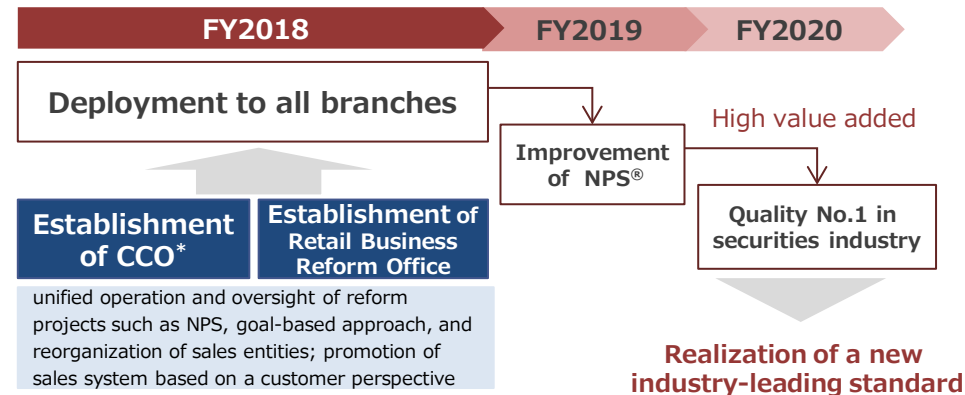 FY2018
FY2019
FY2020
Deployment to all branches
High value added
Improvement
of NPS®
Establishment
of CCO*
Establishment of
Retail Business
Reform Office
Quality No.1 in
securities industry
unified operation and oversight of reform
projects such as NPS, goal-based approach, and
reorganization of sales entities; promotion of
sales system based on a customer perspective
Realization of a new
industry-leading standard